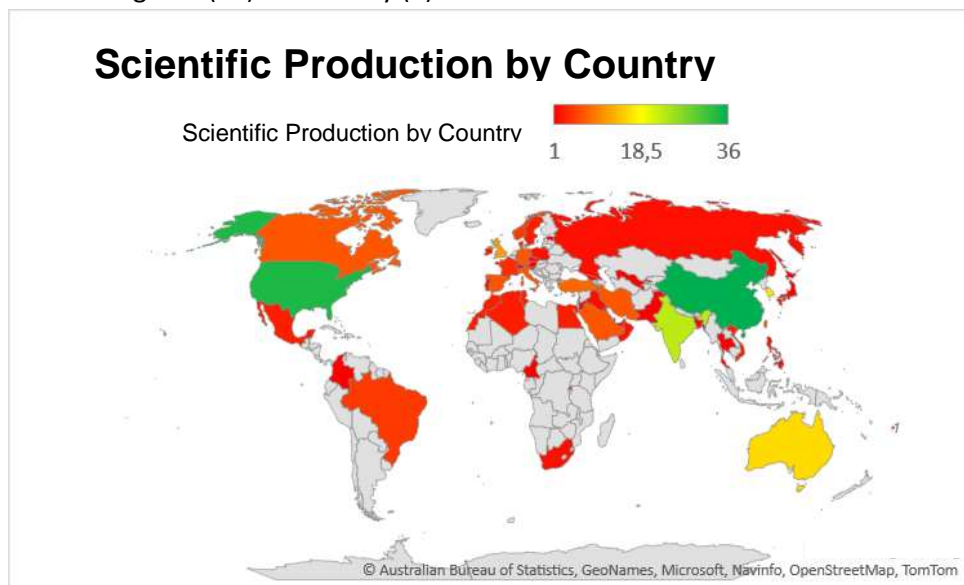 Scientific Production by Country
Scientific Production by Country
1 18,5 36
© Australian Bureau of Statistics, GeoNames, Microsoft, Navinfo, OpenStreetMap, TomTom